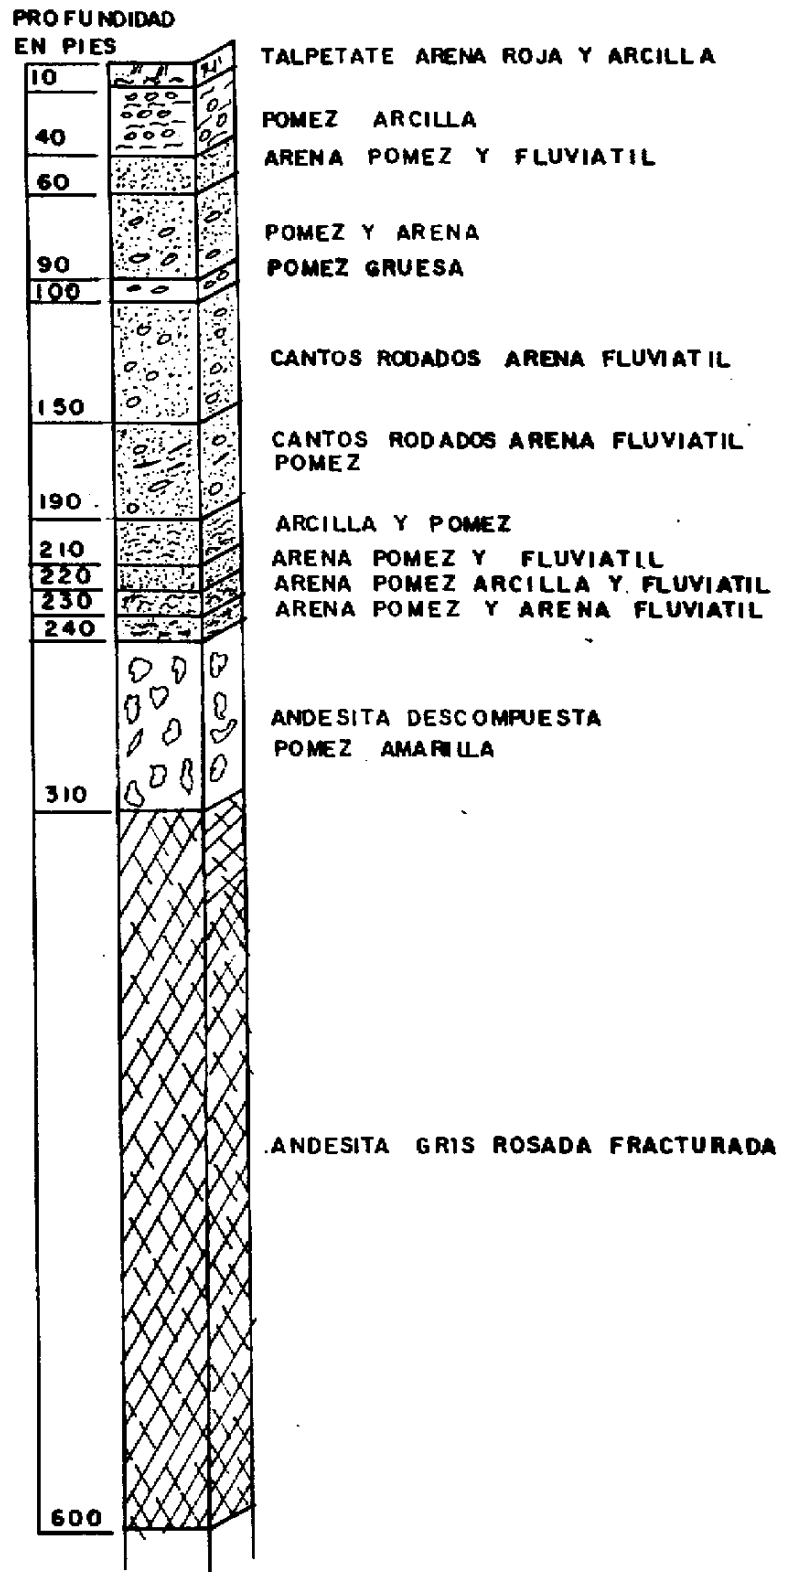 PROFUNDIDAD
EN PIES
TALPETATE ARENA ROJA Y ARCILLA
10
POMEZ ARCILLA
40
ARENA POMEZ Y FLUVIATIL
60
POMEZ Y ARENA
90
POMEZ GRUESA
100
CANTOS RODADOS ARENA FLUVIATIL
150
CANTOS RODADOS ARENA FLUVIATIL
POMEZ
190
ARCILLA Y POMEZ
210
ARENA POMEZ Y FLUVIATIL
220
ARENA POMEZ ARCILLA Y FLUVIATIL
230
ARENA POMEZ Y ARENA FLUVIATIL
240
ANDESITA DESCOMPUESTA
POMEZ AMARILLA
310
ANDESITA GRIS ROSADA FRACTURADA
600